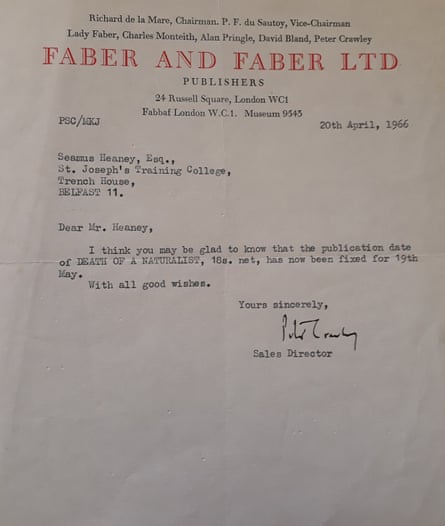 Richard de la Mare, Chairman. P. F. du Sautoy, Vice-Chairman
Lady Faber, Charles Monteith, Alan Pringle, David Bland, Peter Crawley
FABER AND FABER LTD
PUBLISHERS
24 Russell Square, London WC1
Fabbaf London W.C.1. Museum 9543
PSC/MKJ
20th April, 1966
Seamus Heaney, Esq.,
St. Joseph's Training College,
Trench House,
BELFAST 11.
Dear Mr. Heaney,
I think you may be glad to know that the publication date
of DEATH OF A NATURALIST, 18s. net, has now been fixed for 19th
May.
With all good wishes.
Yours sincerely,
Peter Crawley
Sales Director